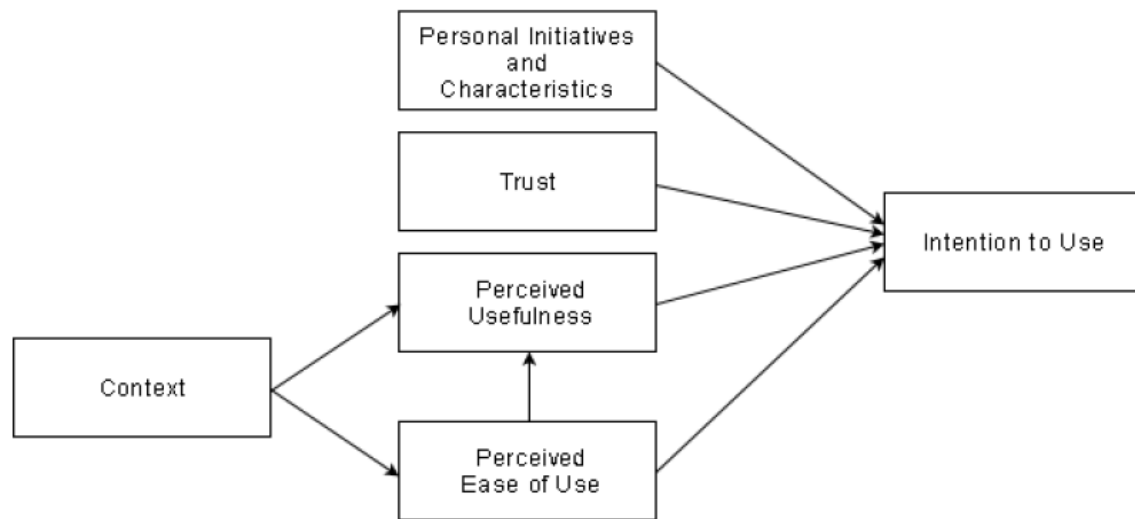 Personal Initiatives
and
Characteristics
Trust
Intention to Use
Perceived
Usefulness
Context
Perceived
Ease of Use